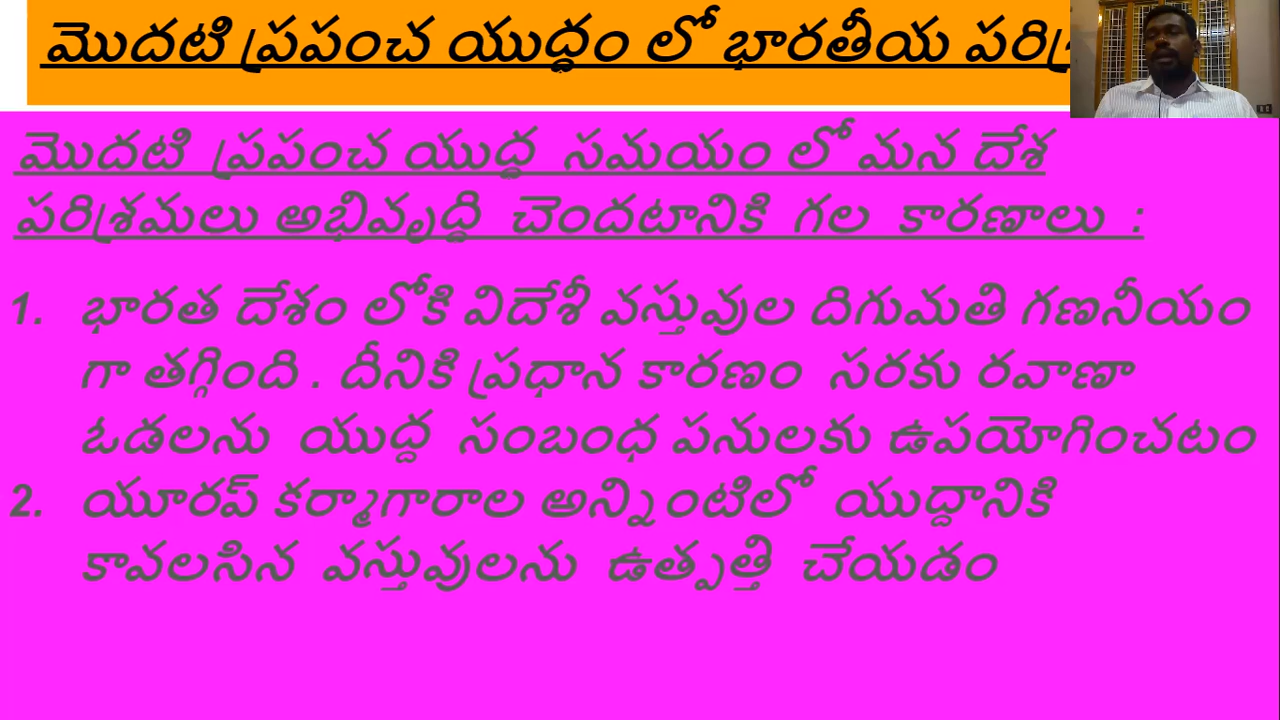 మొదటి ప్రపంచ యుద్ధం లో భారతీయ
మొదటి ప్రపంచ యుద్ధ సమయం లో మన దేశ
పరిశ్రమలు అభివృద్ధి చెందటానికి గల కారణాలు :
1. భారత దేశం లోకి విదేశీ వస్తువుల దిగుమతి గణనీయం
గా తగ్గింది . దీనికి ప్రధాన కారణం సరకు రవాణా
ఓడలను యుద్ద సంబంధ పనులకు ఉపయోగించటం
2. యూరప్ కర్మాగారాల అన్నింటిలో యుద్దానికి
కావలసిన వస్తువులను ఉత్పత్తి చేయడం